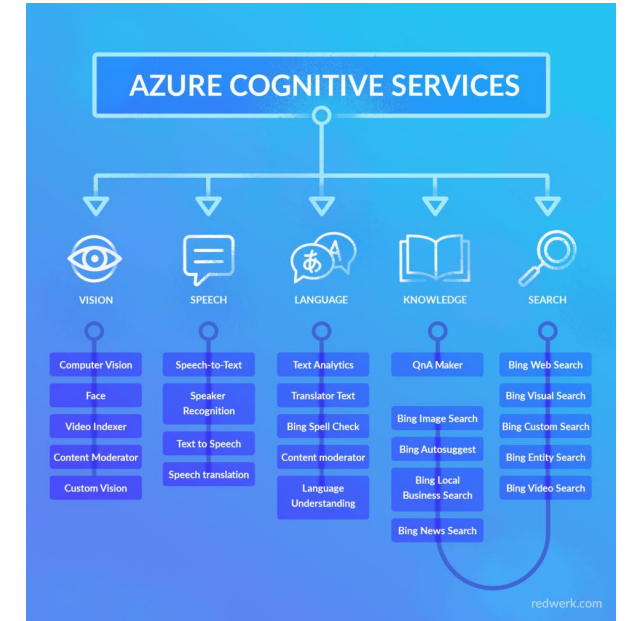 AZURE COGNITIVE SERVICES
あ A
VISION
SPEECH
LANGUAGE
KNOWLEDGE
SEARCH
Computer Vision
Face
Video Indexer
Content Moderator
Custom Vision
Speech-to-Text
Speaker
Recognition
Text to Speech
Speech translation
Text Analytics
Translator Text
Bing Spell Check
Content moderator
Language
Understanding
QnA Maker
Bing Image Search
Bing Autosuggest
Bing Local
Business Search
Bing News Search
Bing Web Search
Bing Visual Search
Bing Custom Search
Bing Entity Search
Bing Video Search
redwerk.com